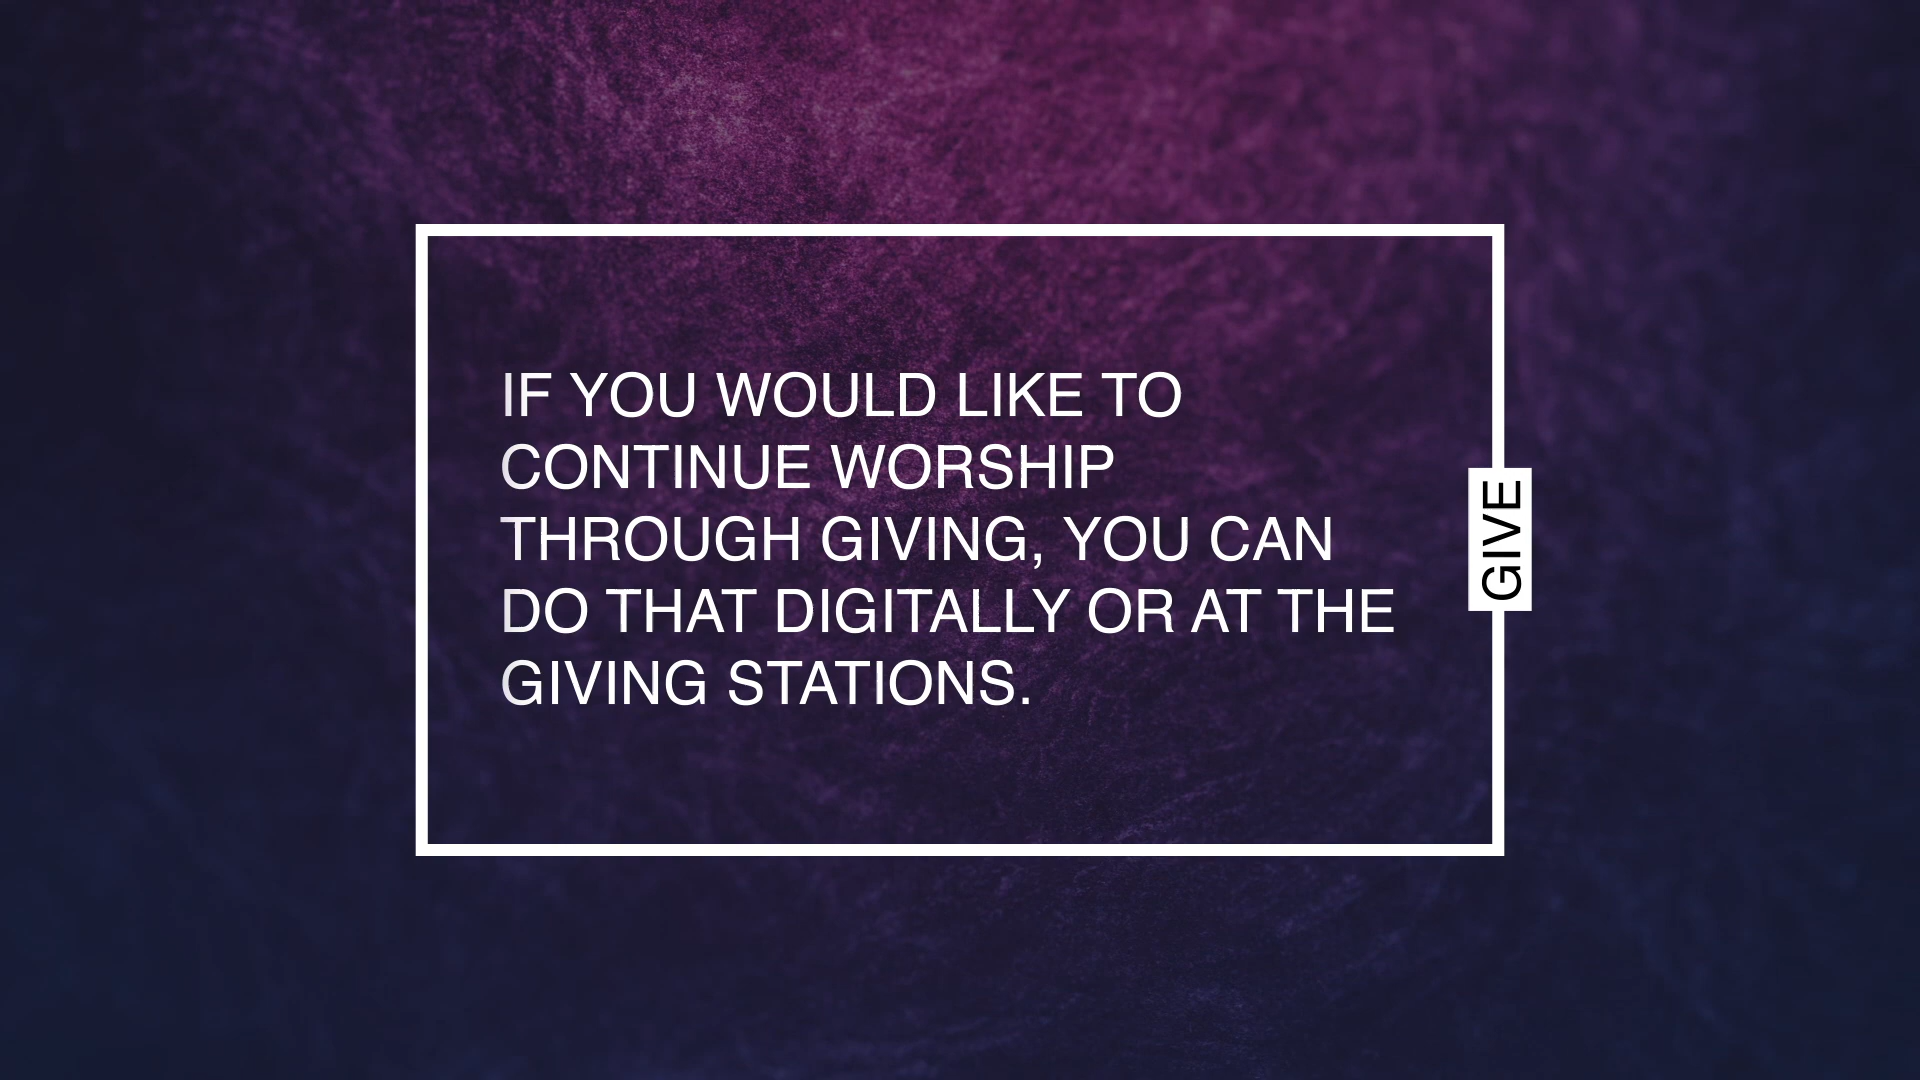 IF YOU WOULD LIKE TO
CONTINUE WORSHIP
THROUGH GIVING, YOU CAN
DO THAT DIGITALLY OR AT THE
GIVING STATIONS.
GIVE